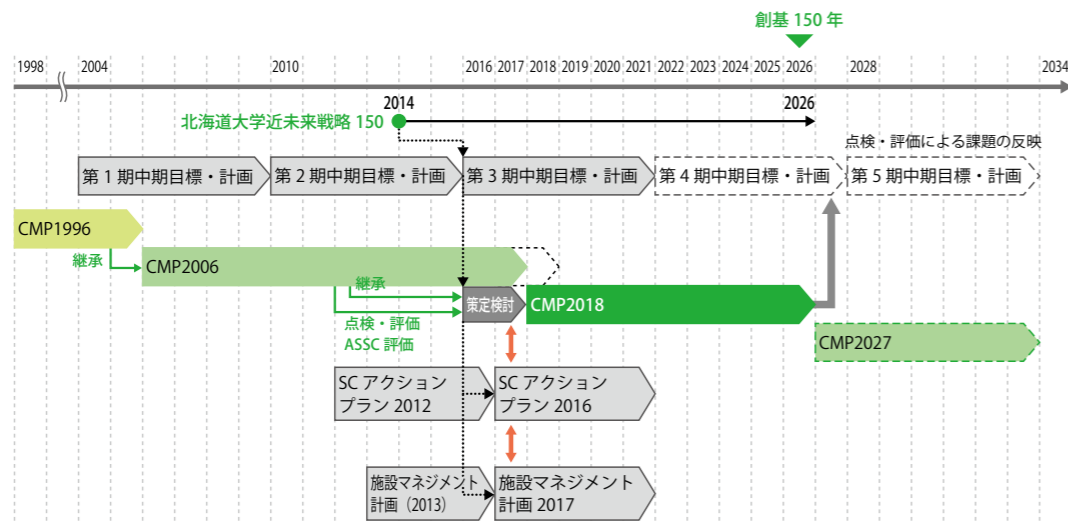 創基 150 年
1998 2004 2010 2016 2017 2018 2019 2020 2021 2022 2023 2024 2025 2026 2028 2034
2014 2026
北海道大学近未来戦略 150
点検・評価による課題の反映
第 1 期中期目標・計画 第 2 期中期目標・計画 第 3 期中期目標・計画 第 4 期中期目標・計画 第 5 期中期目標・計画
CMP1996
継承
CMP2006
継承
策定検討
CMP2018
点検・評価
ASSC 評価
CMP2027
SC アクション
プラン 2012
SC アクション
プラン 2016
施設マネジメント
計画（2013）
施設マネジメント
計画 2017